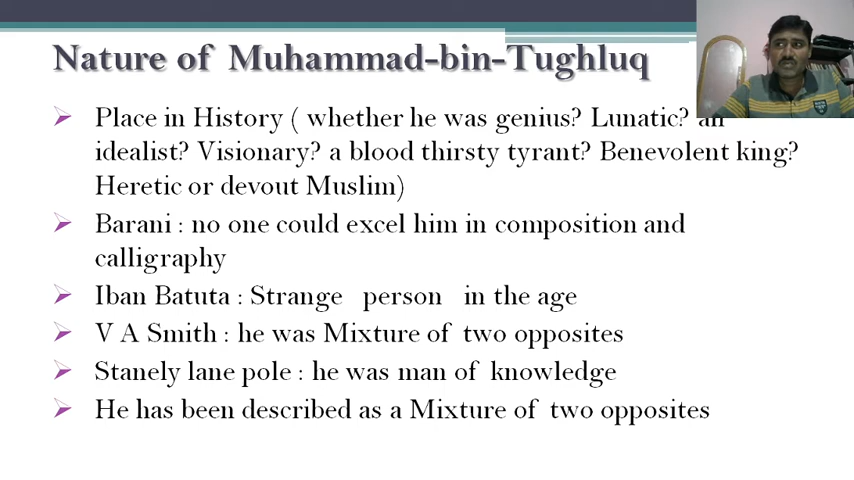 Nature of Muhammad-bin-Tughluq
Place in History ( whether he was genius? Lunatic? an
idealist? Visionary? a blood thirsty tyrant? Benevolent king?
Heretic or devout Muslim)
Barani : no one could excel him in composition and
calligraphy
Iban Batuta : Strange person in the age
V A Smith : he was Mixture of two opposites
Stanely lane pole : he was man of knowledge
He has been described as a Mixture of two opposites